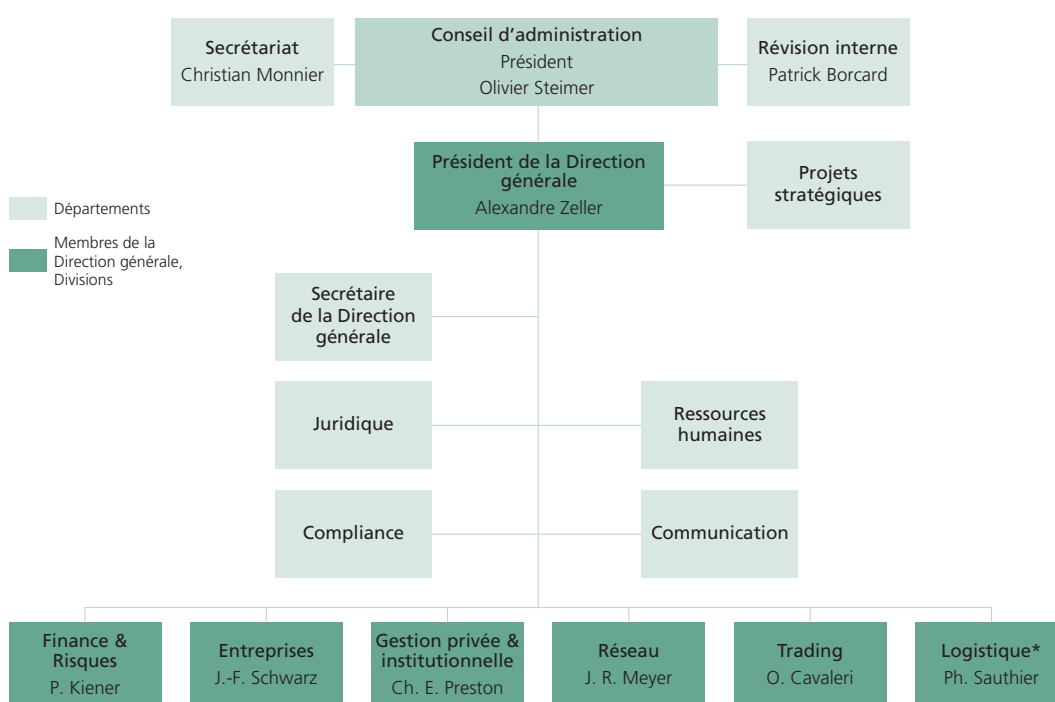 Secrétariat
Christian Monnier
Conseil d'administration
Président
Olivier Steimer
Révision interne
Patrick Borcard
Président de la Direction
générale
Alexandre Zeller
Projets
stratégiques
Départements
Membres de la
Direction générale,
Divisions
Secrétaire
de la Direction
générale
Juridique
Ressources
humaines
Compliance
Communication
Finance &
Risques
P. Kiener
Entreprises
J.-F. Schwarz
Gestion privée &
institutionnelle
Ch. E. Preston
Réseau
J. R. Meyer
Trading
O. Cavaleri
Logistique*
Ph. Sauthier